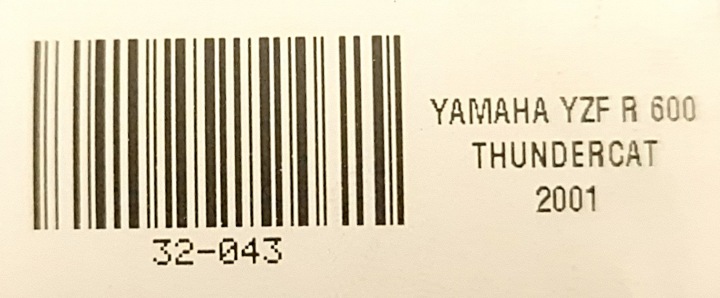 32-043
YAMAHA YZF R 600
THUNDERCAT
2001